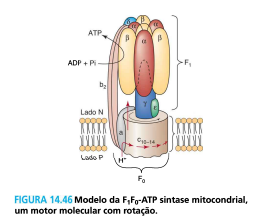 ATP
α
β
β
α
β
α
ADP + Pi
F₁
b₂
Lado N
γ
ε
a
c₁₀₋₁₄
Lado P
H⁺
F₀
FIGURA 14.46 Modelo da F₁F₀-ATP sintase mitocondrial,
um motor molecular com rotação.